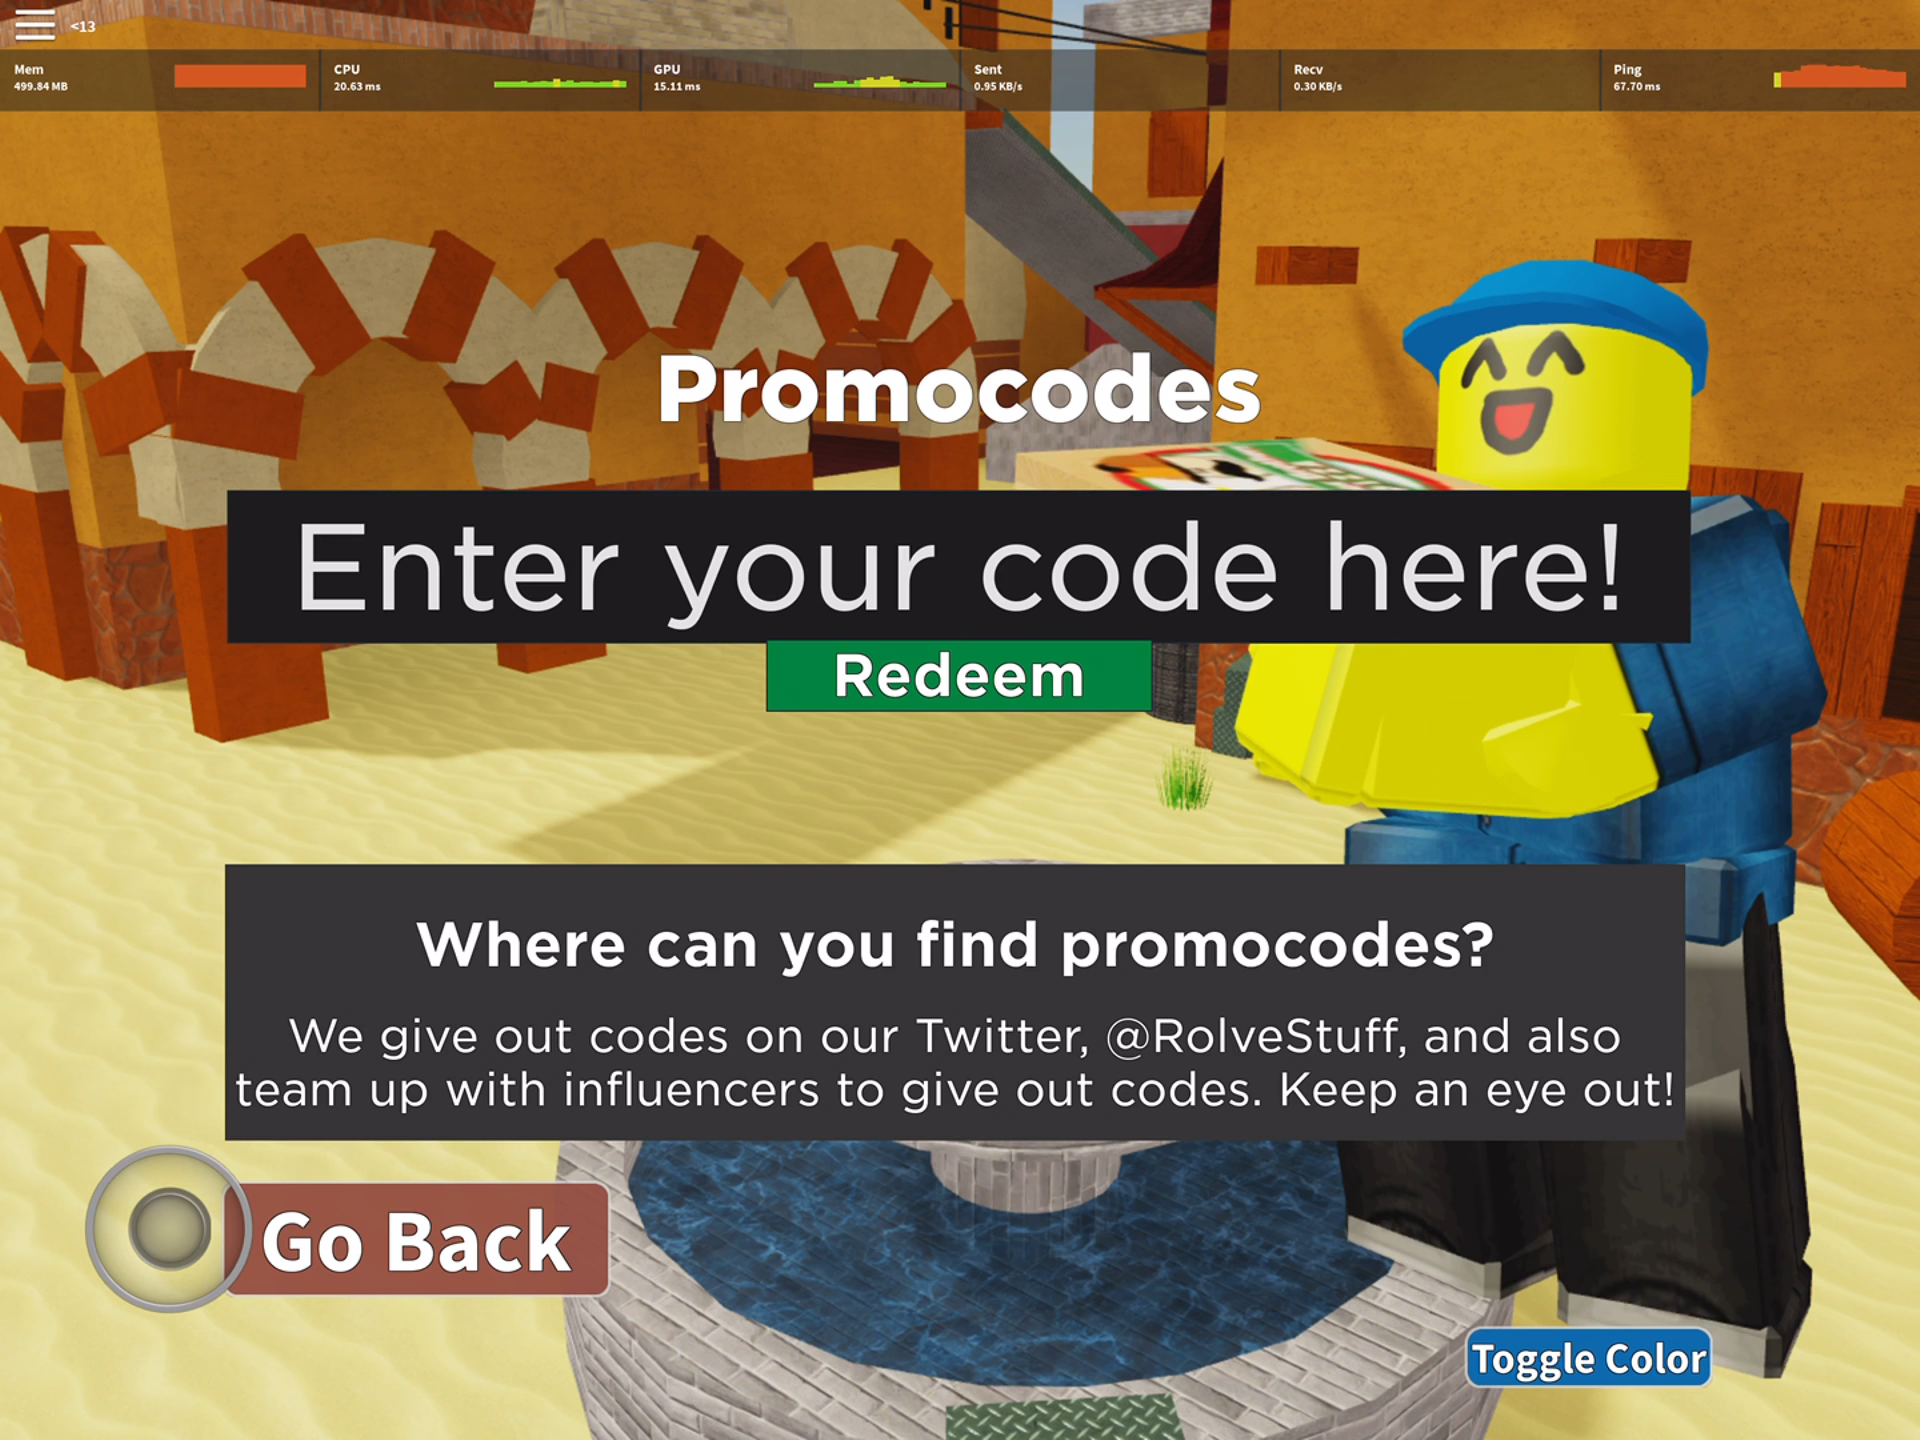 <13
Mem
499.84 MB
CPU
20.63 ms
GPU
15.11 ms
Sent
0.95 KB/s
Recv
0.30 KB/s
Ping
67.70 ms
Promocodes
Enter your code here!
Redeem
Where can you find promocodes?
We give out codes on our Twitter, @RolveStuff, and also
team up with influencers to give out codes. Keep an eye out!
Go Back
Toggle Color